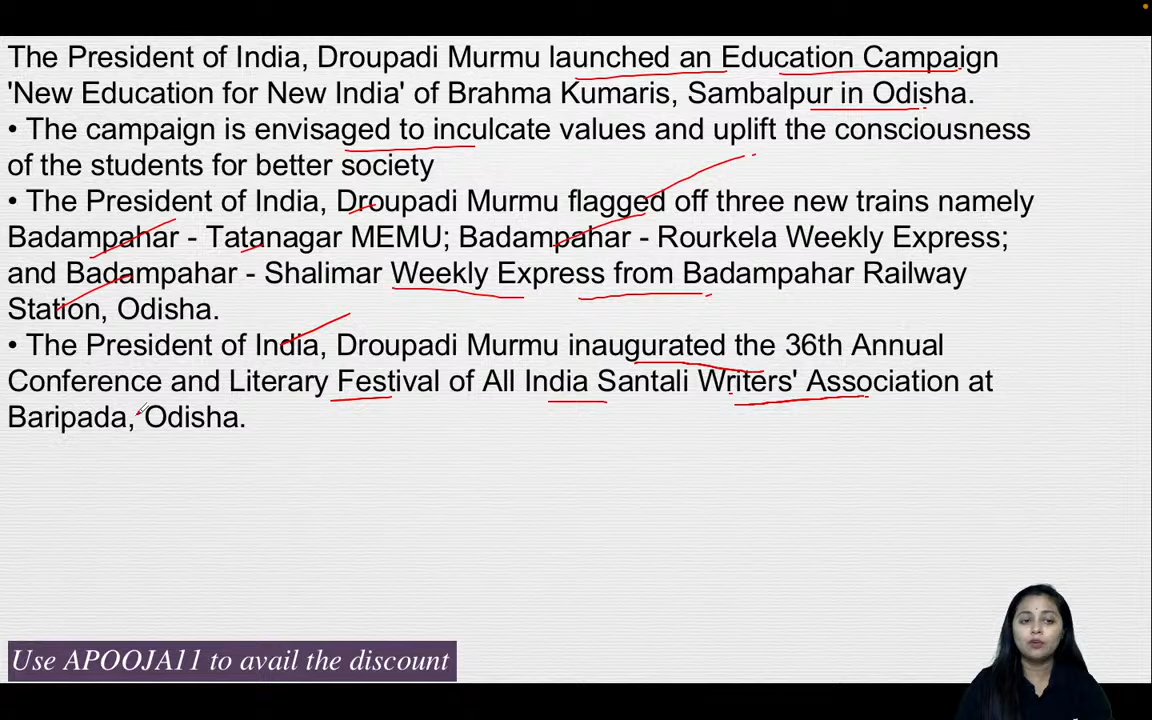 The President of India, Droupadi Murmu launched an Education Campaign
'New Education for New India' of Brahma Kumaris, Sambalpur in Odisha.
• The campaign is envisaged to inculcate values and uplift the consciousness
of the students for better society
• The President of India, Droupadi Murmu flagged off three new trains namely
Badampahar - Tatanagar MEMU; Badampahar - Rourkela Weekly Express;
and Badampahar - Shalimar Weekly Express from Badampahar Railway
Station, Odisha.
• The President of India, Droupadi Murmu inaugurated the 36th Annual
Conference and Literary Festival of All India Santali Writers' Association at
Baripada, Odisha.
Use APOOJA11 to avail the discount